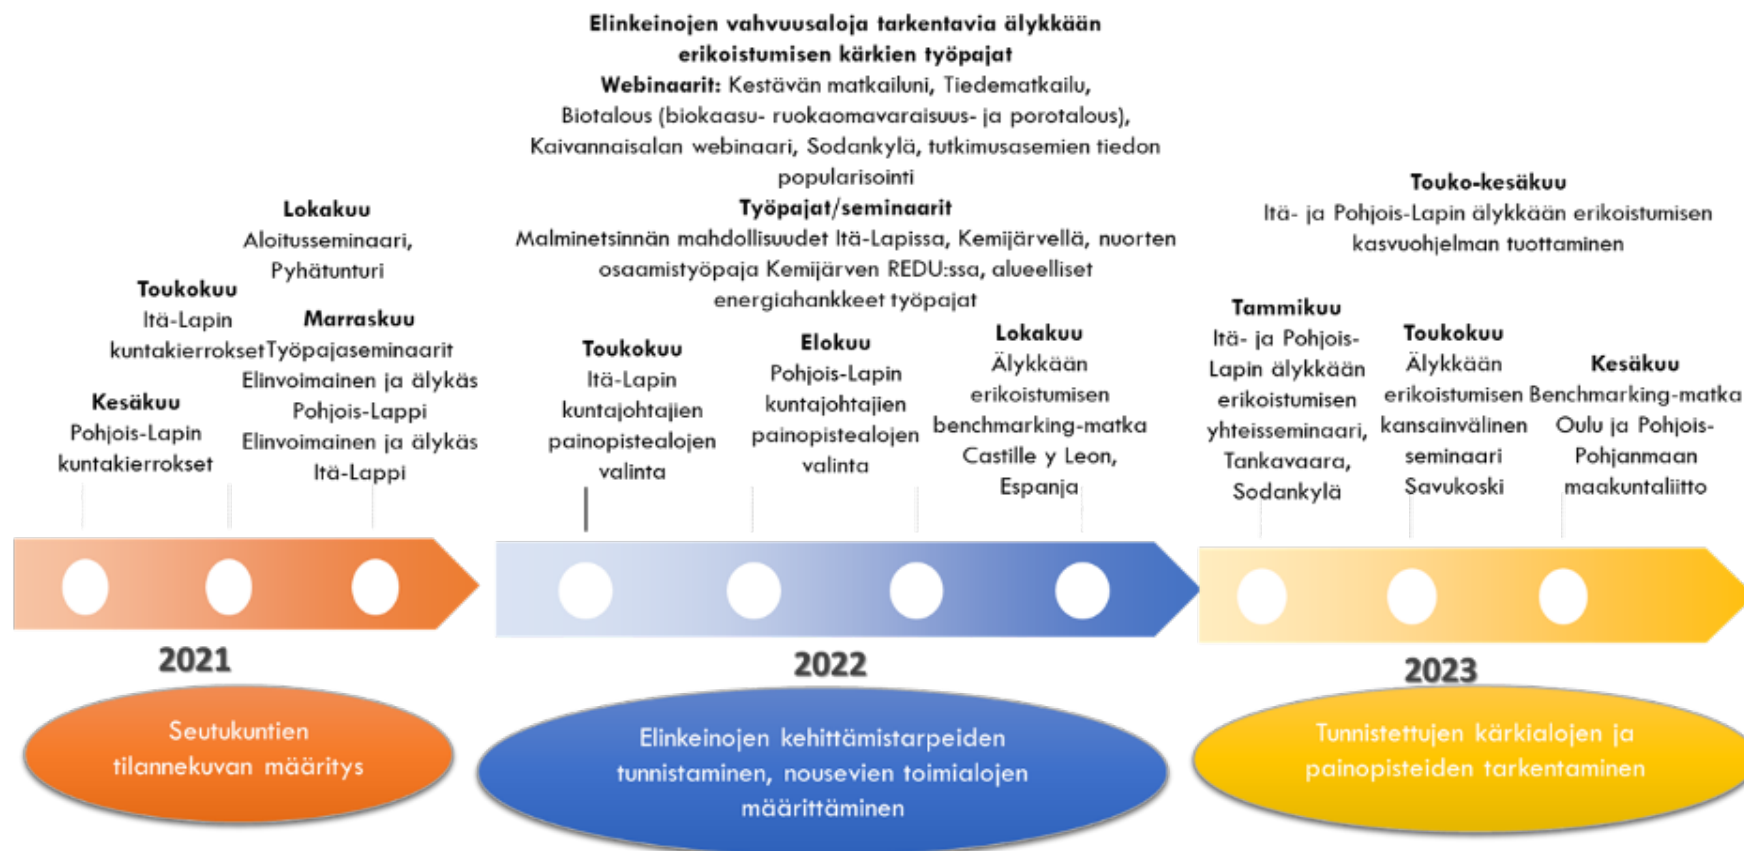 Lokakuu
Aloitusseminaari,
Pyhätunturi
Toukokuu
Itä-Lapin
kuntakierrokset
Marraskuu
Työpajaseminaarit
Elinvoimainen ja älykäs
Pohjois-Lappi
Elinvoimainen ja älykäs
Itä-Lappi
Kesäkuu
Pohjois-Lapin
kuntakierrokset
Elinkeinojen vahvuusaloja tarkentavia älykkään
erikoistumisen kärkien työpajat
Webinaarit: Kestävän matkailuni, Tiedematkailu,
Biotalous (biokaasu- ruokaomavaraisuus- ja porotalous),
Kaivannaisalan webinaari, Sodankylä, tutkimusasemien tiedon
popularisointi
Työpajat/seminaarit
Malminetsinnän mahdollisuudet Itä-Lapissa, Kemijärvellä, nuorten
osaamistyöpaja Kemijärven REDU:ssa, alueelliset
energiahankkeet työpajat
Toukokuu
Itä-Lapin
kuntajohtajien
painopistealojen
valinta
Elokuu
Pohjois-Lapin
kuntajohtajien
painopistealojen
valinta
Lokakuu
Älykkään
erikoistumisen
benchmarking-matka
Castille y Leon,
Espanja
Touko-kesäkuu
Itä- ja Pohjois-Lapin älykkään erikoistumisen
kasvuohjelman tuottaminen
Tammikuu
Itä- ja Pohjois-
Lapin älykkään
erikoistumisen
yhteisseminaari,
Tankavaara,
Sodankylä
Toukokuu
Älykkään
erikoistumisen
kansainvälinen
seminaari
Savukoski
Kesäkuu
Benchmarking-matka
Oulu ja Pohjois-
Pohjanmaan
maakuntaliitto
2021
2022
2023
Seutukuntien
tilannekuvan määritys
Elinkeinojen kehittämistarpeiden
tunnistaminen, nousevien toimialojen
määrittäminen
Tunnistettujen kärkialojen ja
painopisteiden tarkentaminen